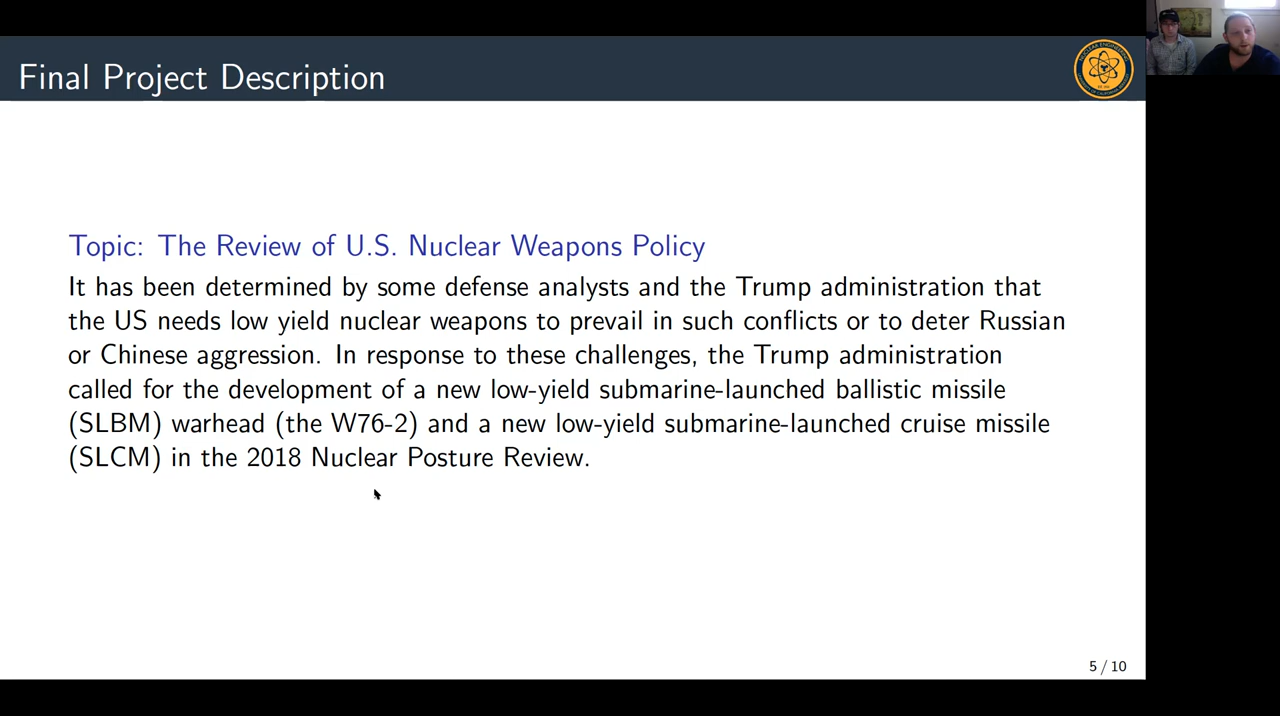 Final Project Description
Topic: The Review of U.S. Nuclear Weapons Policy
It has been determined by some defense analysts and the Trump administration that
the US needs low yield nuclear weapons to prevail in such conflicts or to deter Russian
or Chinese aggression. In response to these challenges, the Trump administration
called for the development of a new low-yield submarine-launched ballistic missile
(SLBM) warhead (the W76-2) and a new low-yield submarine-launched cruise missile
(SLCM) in the 2018 Nuclear Posture Review.
5 / 10